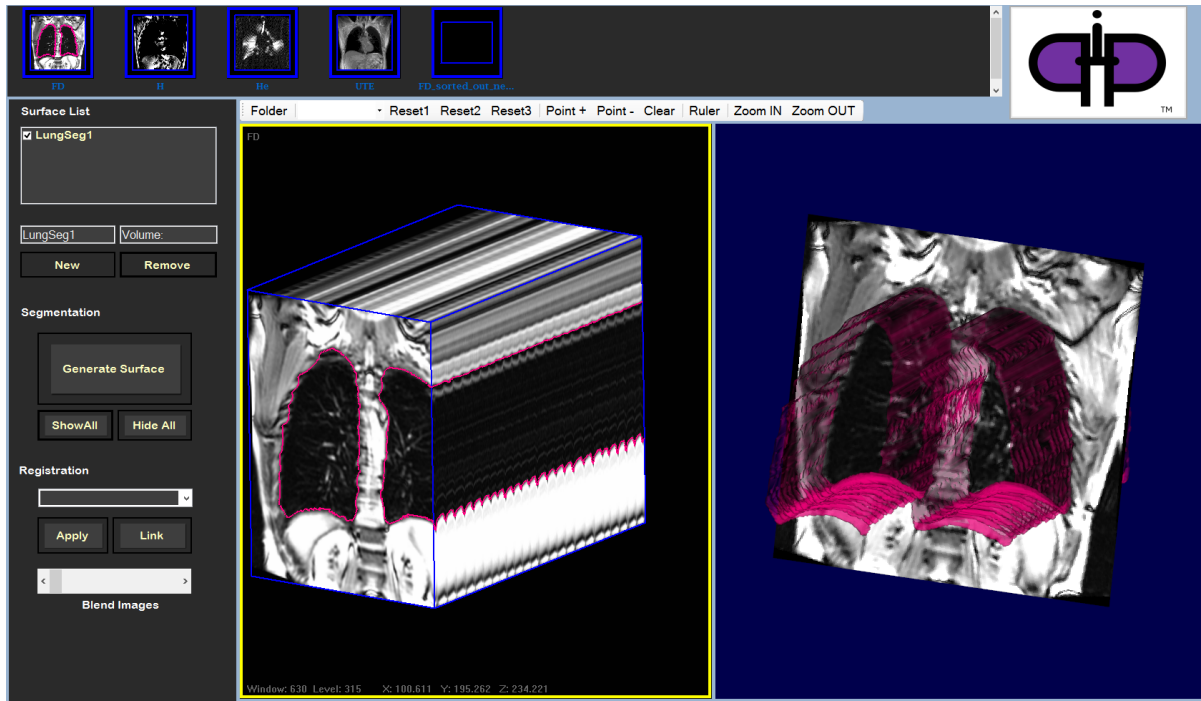 FD
H
He
UTE
FD_sorted_out_ne...
TM
Surface List
Folder
Reset1 Reset2 Reset3 Point + Point - Clear Ruler Zoom IN Zoom OUT
LungSeg1
FD
LungSeg1 Volume:
New Remove
Segmentation
Generate Surface
ShowAll Hide All
Registration
Apply Link
Blend Images
Window: 630 Level: 315 X: 100.611 Y: 195.262 Z: 234.221